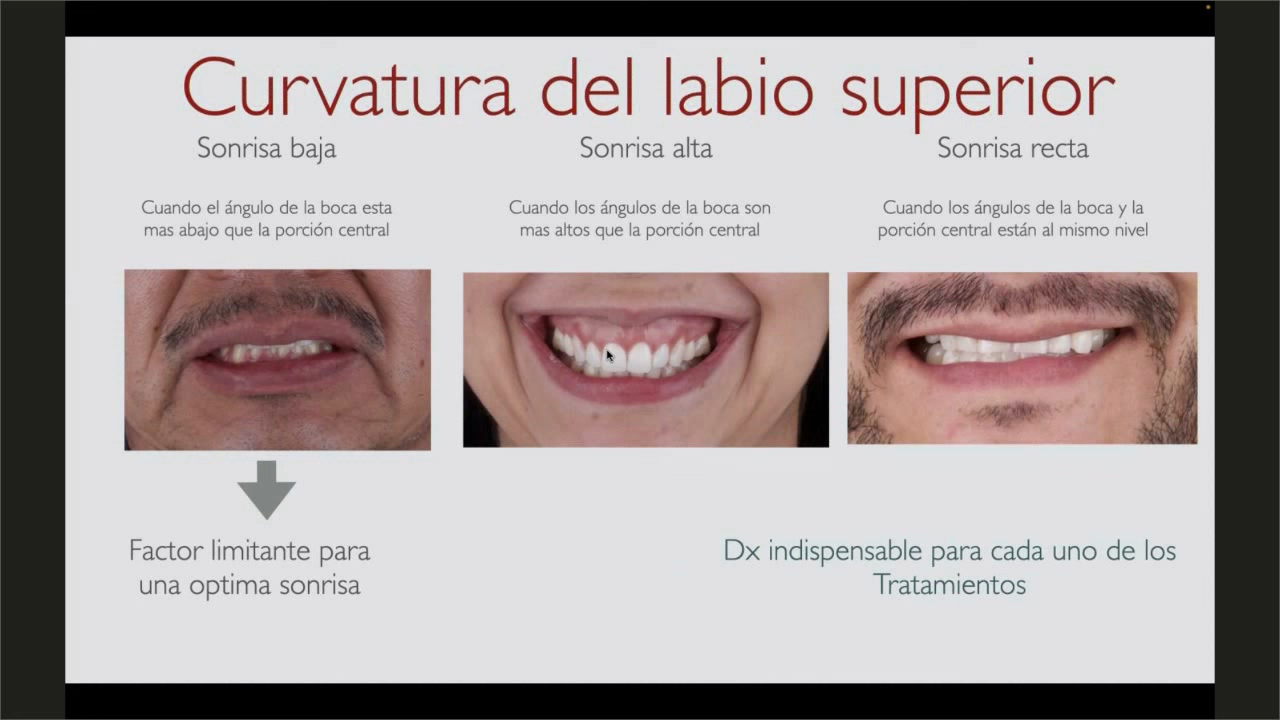 Curvatura del labio superior
Sonrisa baja
Cuando el ángulo de la boca esta
mas abajo que la porción central
Factor limitante para
una optima sonrisa
Sonrisa alta
Cuando los ángulos de la boca son
mas altos que la porción central
Sonrisa recta
Cuando los ángulos de la boca y la
porción central están al mismo nivel
Dx indispensable para cada uno de los
Tratamientos